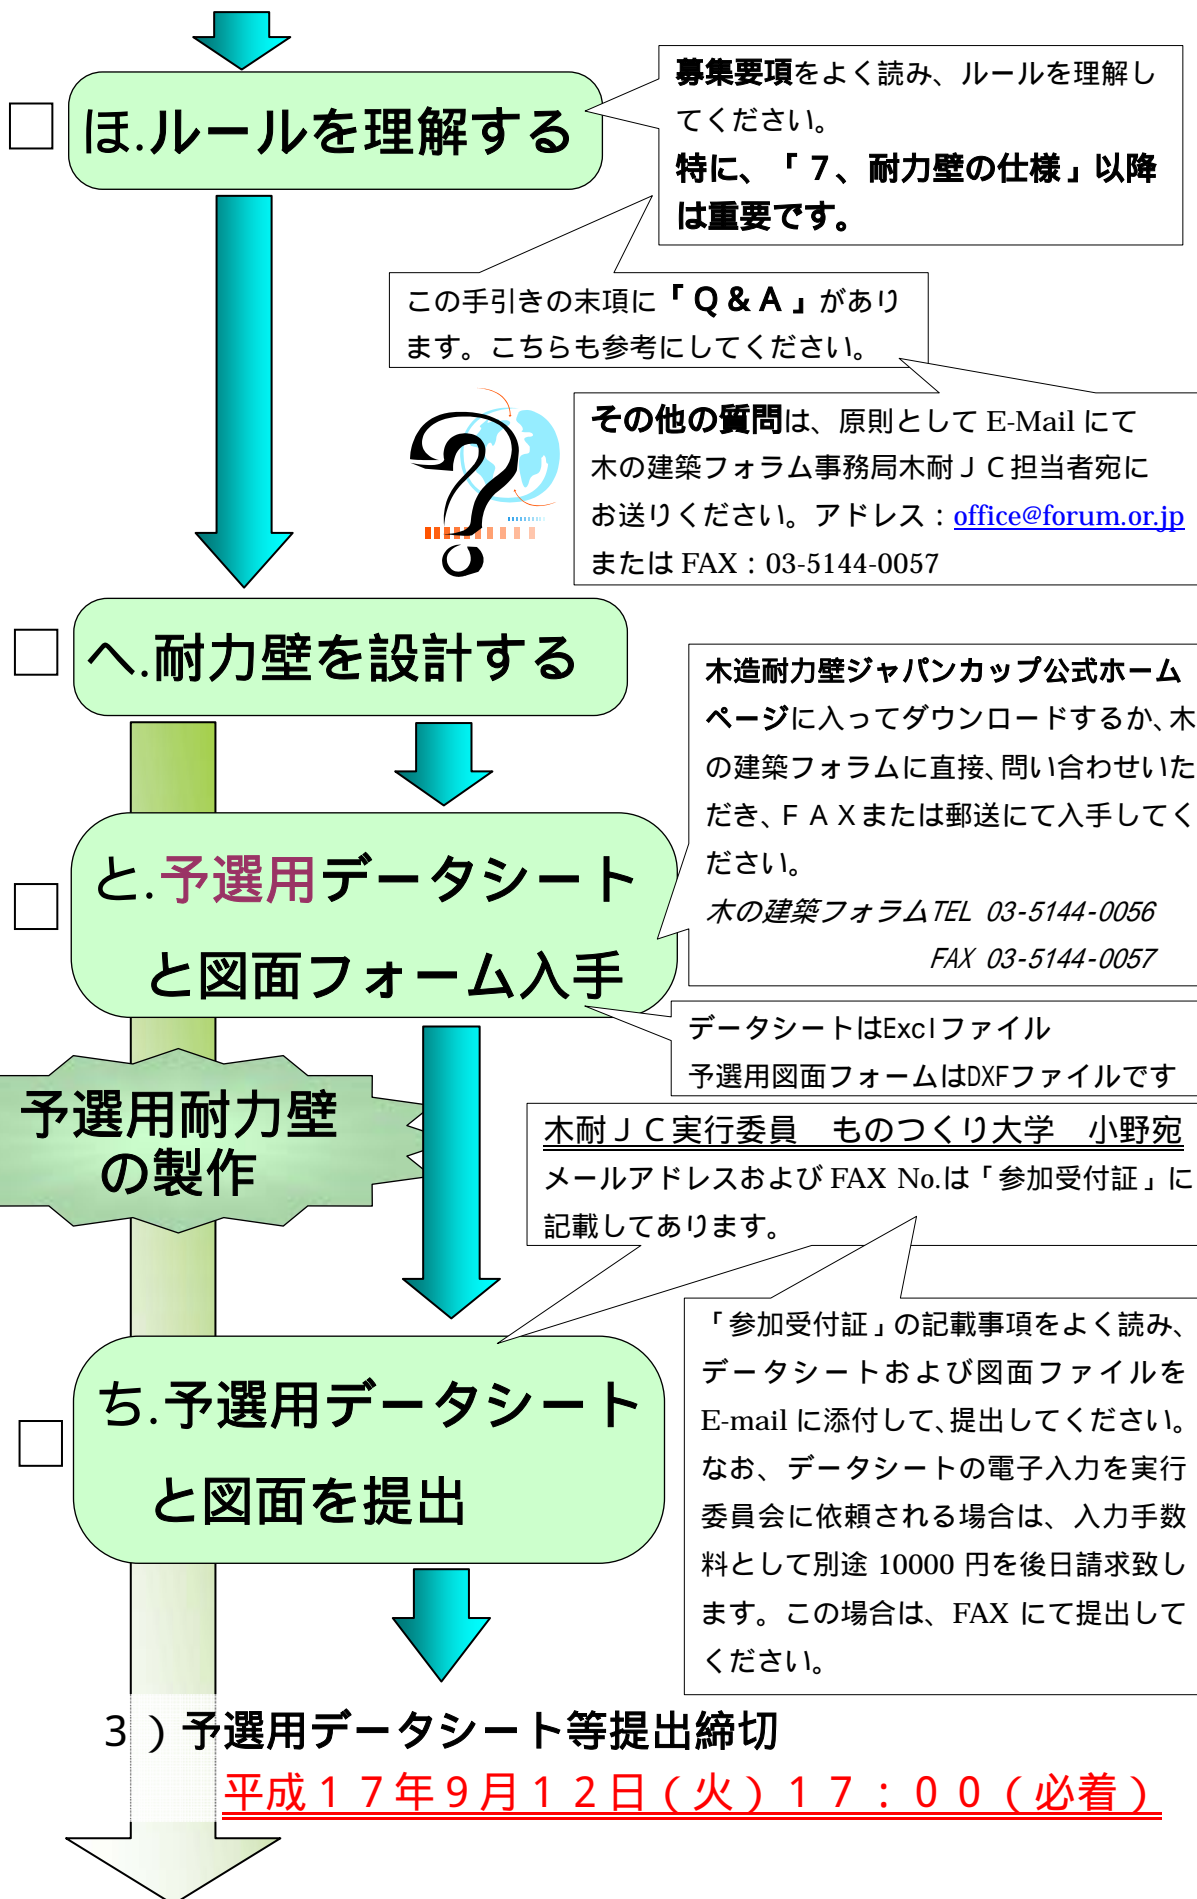 ほ.ルールを理解する
募集要項をよく読み、ルールを理解し
てください。
特に、「７、耐力壁の仕様」以降
は重要です。
この手引きの末項に「Ｑ＆Ａ」があり
ます。こちらも参考にしてください。
その他の質問は、原則として E-Mail にて
木の建築フォラム事務局木耐ＪＣ担当者宛に
お送りください。アドレス：office@forum.or.jp
または FAX：03-5144-0057
へ.耐力壁を設計する
木造耐力壁ジャパンカップ公式ホーム
ページに入ってダウンロードするか、木
の建築フォラムに直接、問い合わせいた
だき、ＦＡＸまたは郵送にて入手してく
ださい。
木の建築フォラムTEL 03-5144-0056
FAX 03-5144-0057
と.予選用データシート
と図面フォーム入手
データシートはExclファイル
予選用図面フォームはDXFファイルです
予選用耐力壁
の製作
木耐ＪＣ実行委員　ものつくり大学　小野宛
メールアドレスおよび FAX No.は「参加受付証」に
記載してあります。
ち.予選用データシート
と図面を提出
「参加受付証」の記載事項をよく読み、
データシートおよび図面ファイルを
E-mail に添付して、提出してください。
なお、データシートの電子入力を実行
委員会に依頼される場合は、入力手数
料として別途 10000 円を後日請求致し
ます。この場合は、FAX にて提出して
ください。
３）予選用データシート等提出締切
平成１７年９月１２日（火）１７：００（必着）